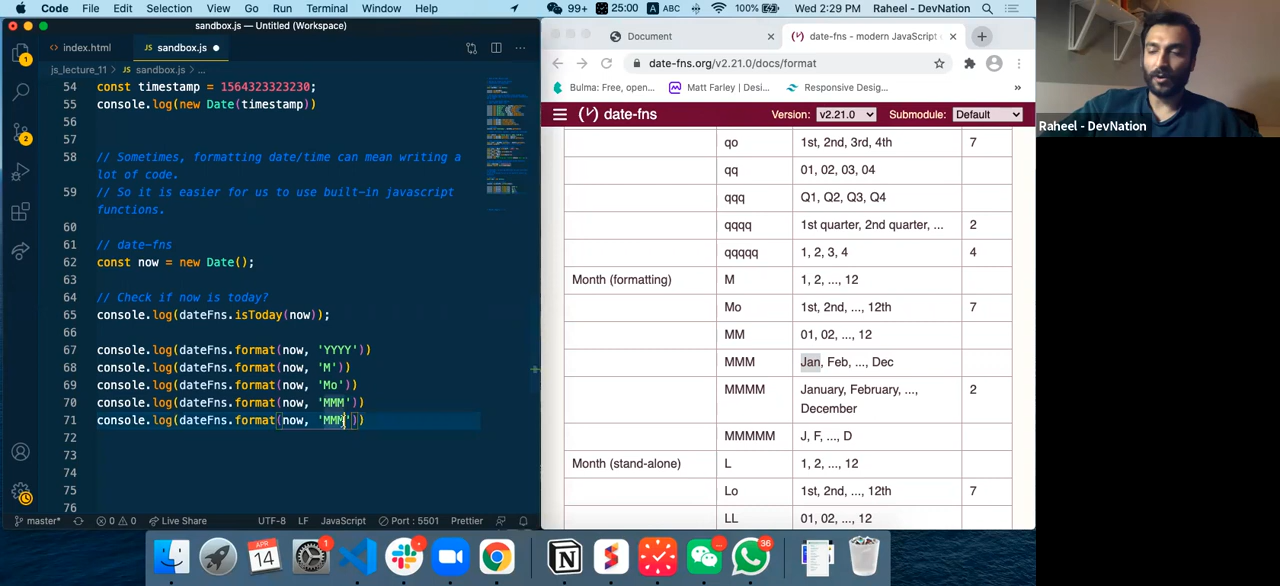 Code File Edit Selection View Go Run Terminal Window Help 99+ 25:00 A ABC 100% Wed 2:29 PM Raheel - DevNation
sandbox.js — Untitled (Workspace)
index.html JS sandbox.js
js_lecture_11 > JS sandbox.js > ...
54 const timestamp = 1564323323230;
55 console.log(new Date(timestamp))
56
57
58 // Sometimes, formatting date/time can mean writing a
lot of code.
59 // So it is easier for us to use built-in javascript
functions.
60
61 // date-fns
62 const now = new Date();
63
64 // Check if now is today?
65 console.log(dateFns.isToday(now));
66
67 console.log(dateFns.format(now, 'YYYY'))
68 console.log(dateFns.format(now, 'M'))
69 console.log(dateFns.format(now, 'Mo'))
70 console.log(dateFns.format(now, 'MMM'))
71 console.log(dateFns.format(now, 'MMM'))
72
73
74
75
76
1
2
master* 0 0 Live Share UTF-8 LF JavaScript Port : 5501 Prettier
Document date-fns - modern JavaScript
date-fns.org/v2.21.0/docs/format
Bulma: Free, open... Matt Farley | Desi... Responsive Desig... »
date-fns Version: v2.21.0 Submodule: Default
qo 1st, 2nd, 3rd, 4th 7
qq 01, 02, 03, 04
qqq Q1, Q2, Q3, Q4
qqqq 1st quarter, 2nd quarter, ... 2
qqqqq 1, 2, 3, 4 4
Month (formatting) M 1, 2, ..., 12
Mo 1st, 2nd, ..., 12th 7
MM 01, 02, ..., 12
MMM Jan, Feb, ..., Dec
MMMM January, February, ..., 2
December
MMMMM J, F, ..., D
Month (stand-alone) L 1, 2, ..., 12
Lo 1st, 2nd, ..., 12th 7
LL 01, 02, ..., 12
Raheel - DevNation
APR
14
1
...
36